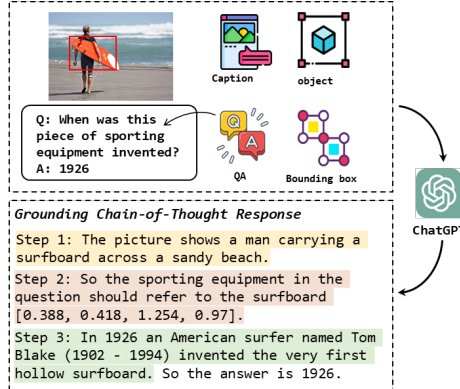 Caption
object
Q: When was this
piece of sporting
equipment invented?
A: 1926
Q
A
QA
Bounding box
ChatGPT
Grounding Chain-of-Thought Response
Step 1: The picture shows a man carrying a
surfboard across a sandy beach.
Step 2: So the sporting equipment in the
question should refer to the surfboard
[0.388, 0.418, 1.254, 0.97].
Step 3: In 1926 an American surfer named Tom
Blake (1902 - 1994) invented the very first
hollow surfboard. So the answer is 1926.